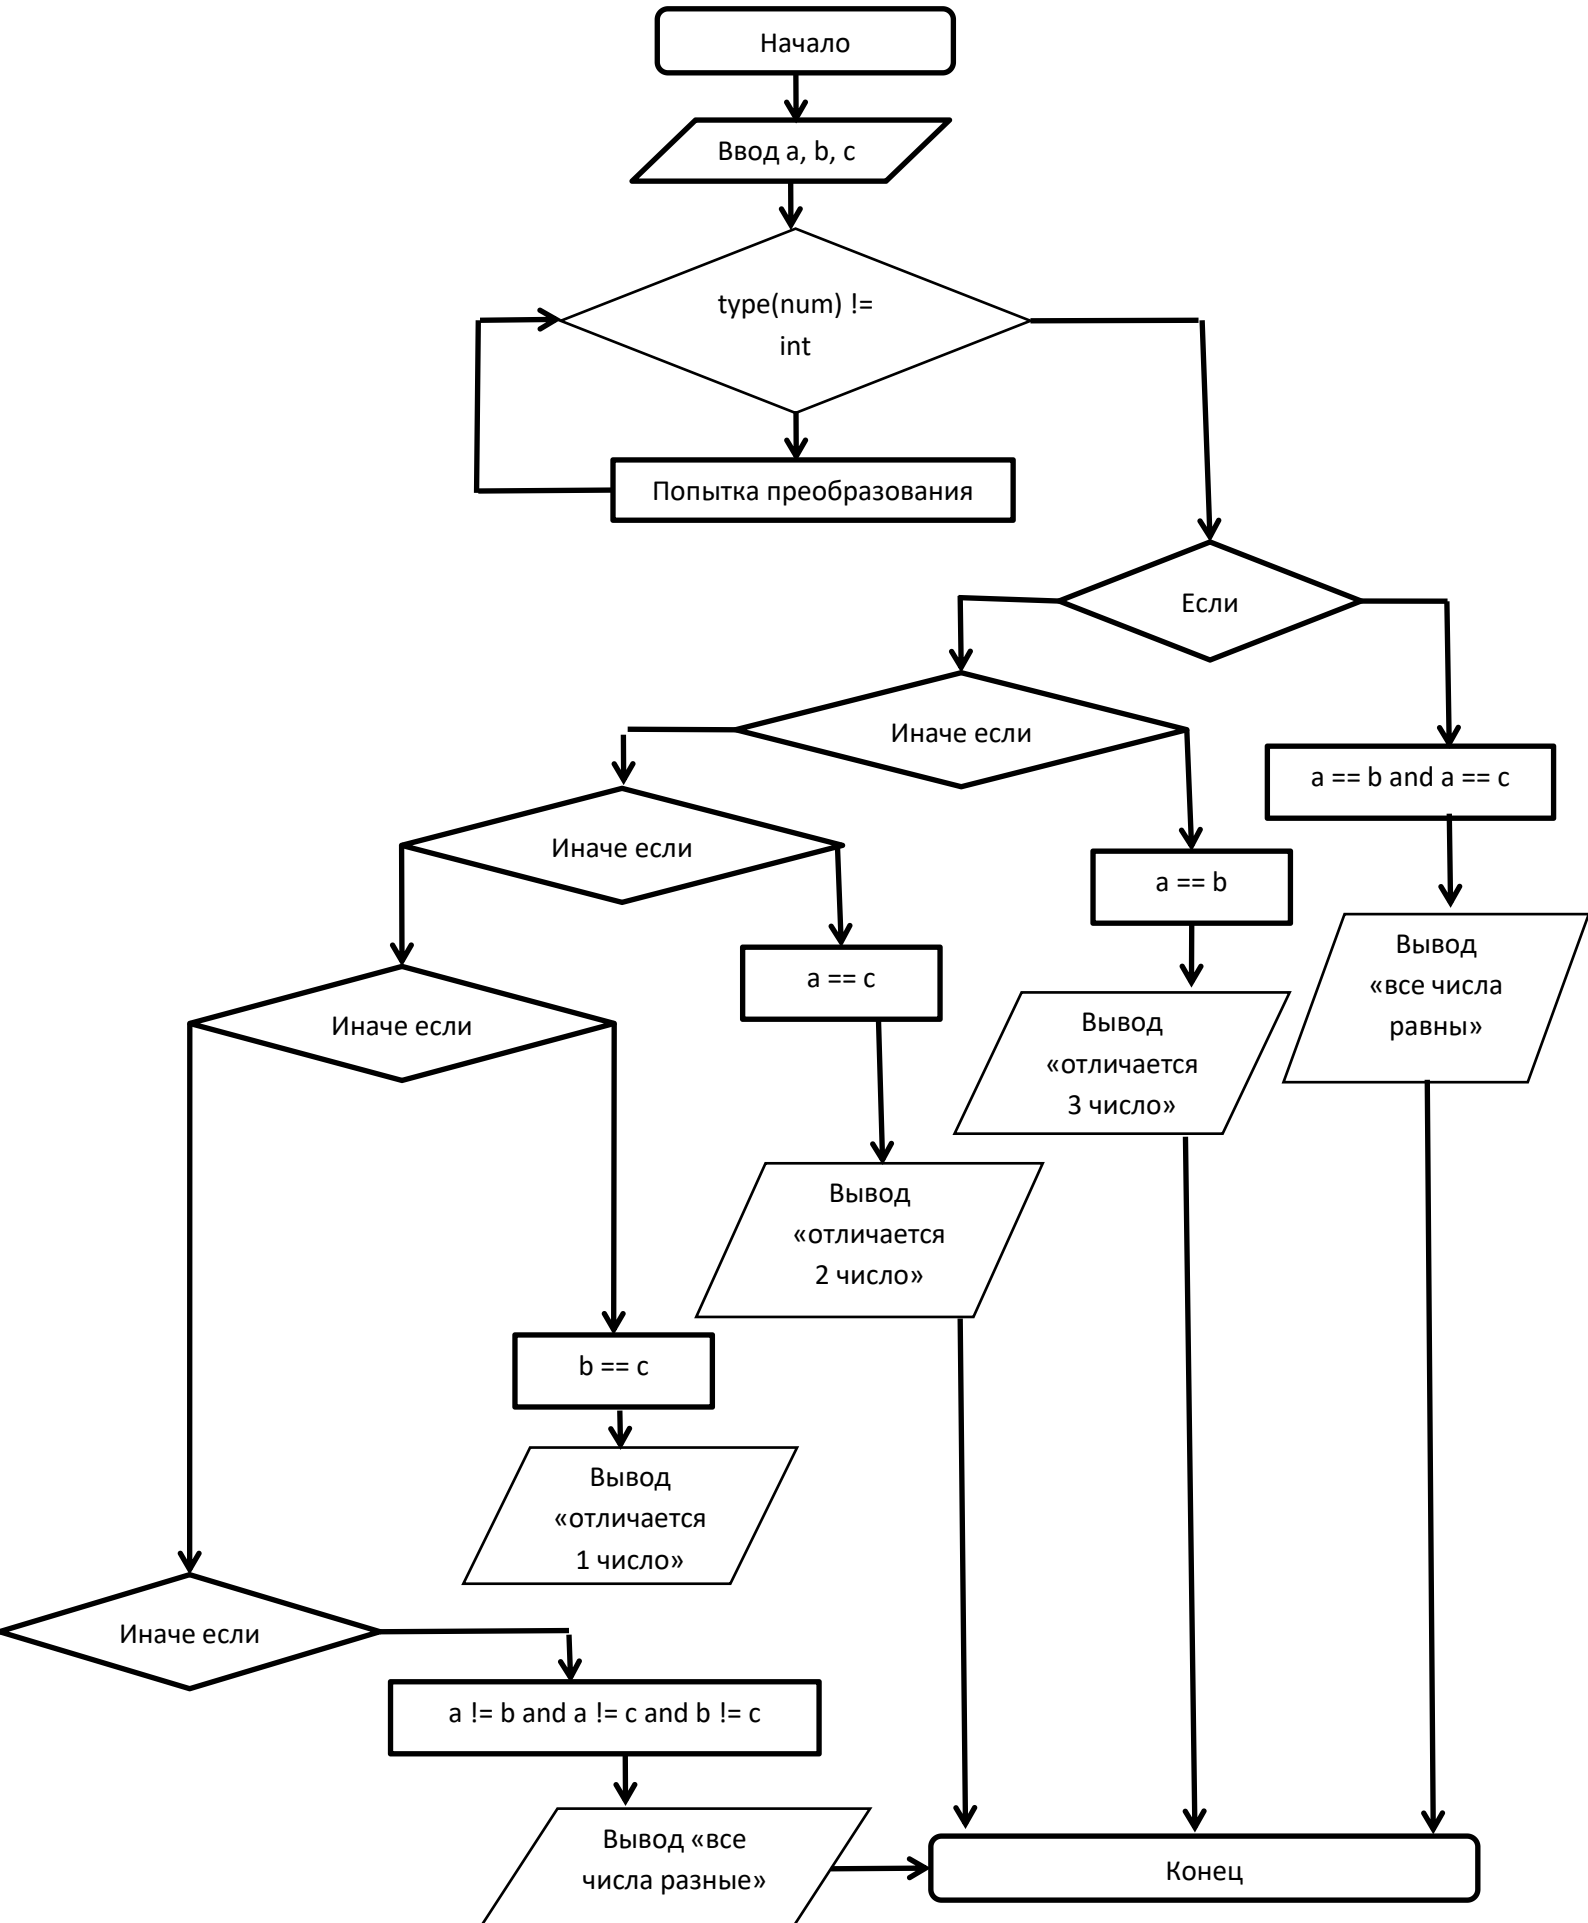 Начало
Ввод a, b, c
type(num) !=
int
Попытка преобразования
Если
Иначе если
a == b and a == c
Иначе если
a == b
Вывод
«все числа
равны»
a == c
Иначе если
Вывод
«отличается
3 число»
Вывод
«отличается
2 число»
b == c
Вывод
«отличается
1 число»
Иначе если
a != b and a != c and b != c
Вывод «все
числа разные»
Конец